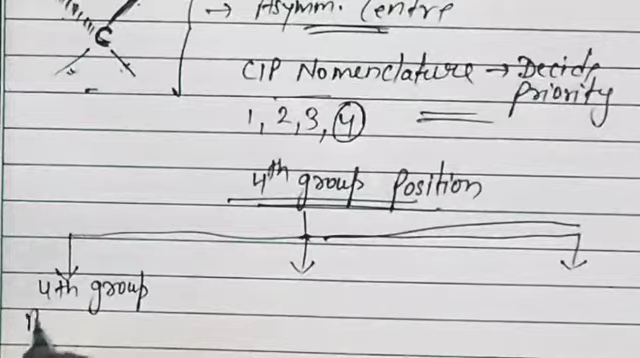 → Asymm. Centre
C
CIP Nomenclature → Decide
Priority
1, 2, 3, 4
4th group Position
4th group